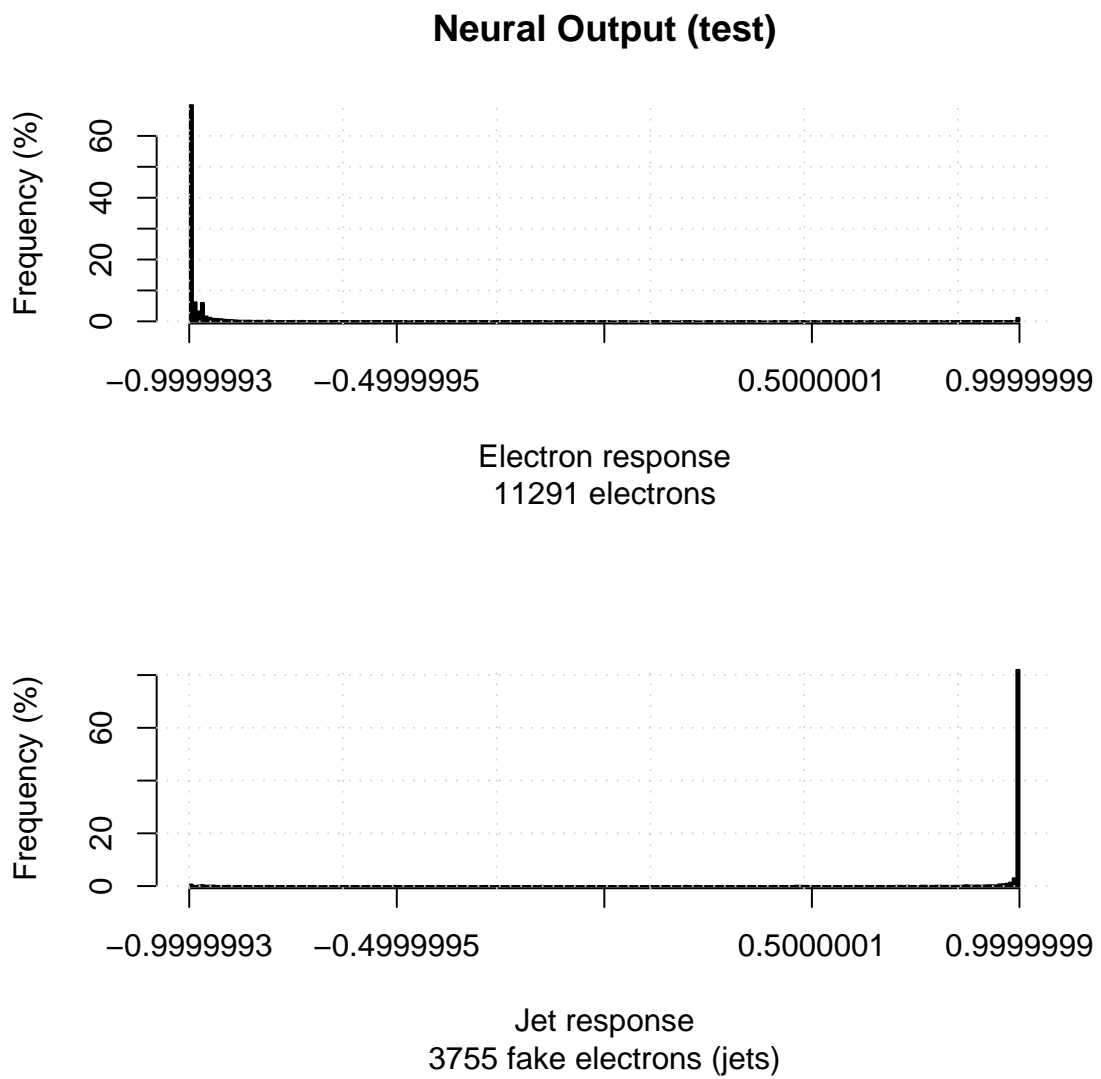 Neural Output (test)
Frequency (%)
60
40
20
0
−0.9999993 −0.4999995 0.5000001 0.9999999
Electron response
11291 electrons
Frequency (%)
60
20
0
−0.9999993 −0.4999995 0.5000001 0.9999999
Jet response
3755 fake electrons (jets)